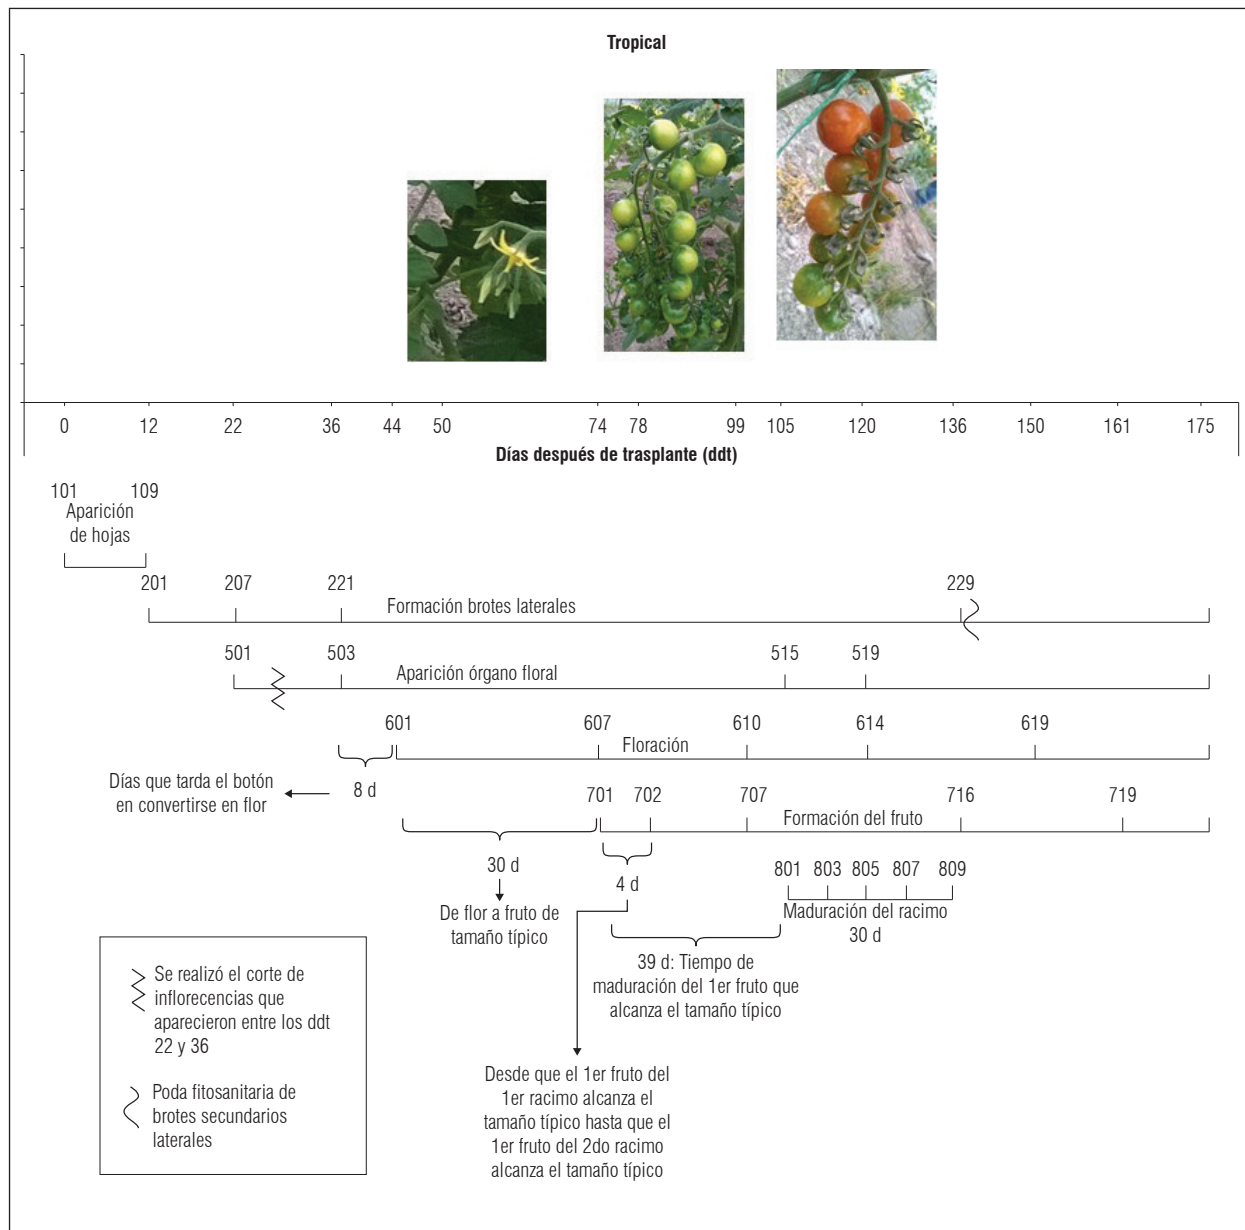 Tropical
0 12 22 36 44 50 74 78 99 105 120 136 150 161 175
Días después de trasplante (ddt)
101 109
Aparición
de hojas
201 207 221 229
Formación brotes laterales
501 503 515 519
Aparición órgano floral
601 607 610 614 619
Floración
Días que tarda el botón
en convertirse en flor
8 d
701 702 707 716 719
Formación del fruto
30 d
De flor a fruto de
tamaño típico
4 d
801 803 805 807 809
Maduración del racimo
30 d
39 d: Tiempo de
maduración del 1er fruto que
alcanza el tamaño típico
Desde que el 1er fruto del
1er racimo alcanza el
tamaño típico hasta que el
1er fruto del 2do racimo
alcanza el tamaño típico
Se realizó el corte de
inflorecencias que
aparecieron entre los ddt
22 y 36
Poda fitosanitaria de
brotes secundarios
laterales